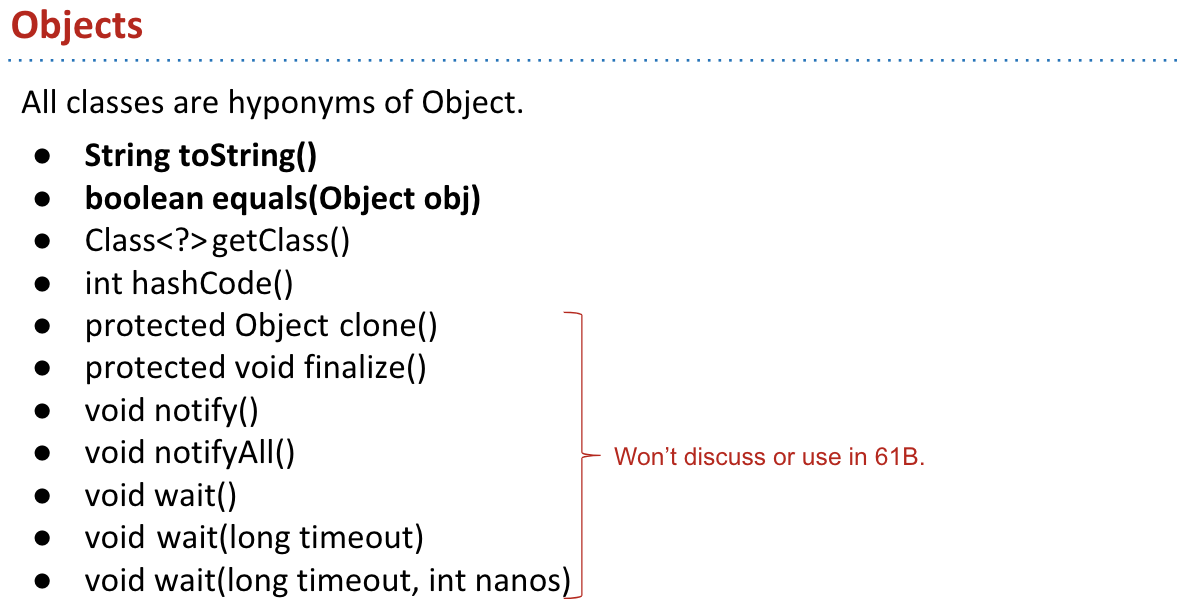 Objects
All classes are hyponyms of Object.
● String toString()
● boolean equals(Object obj)
● Class<?> getClass()
● int hashCode()
● protected Object clone()
● protected void finalize()
● void notify()
● void notifyAll()
● void wait()
● void wait(long timeout)
● void wait(long timeout, int nanos)
Won’t discuss or use in 61B.